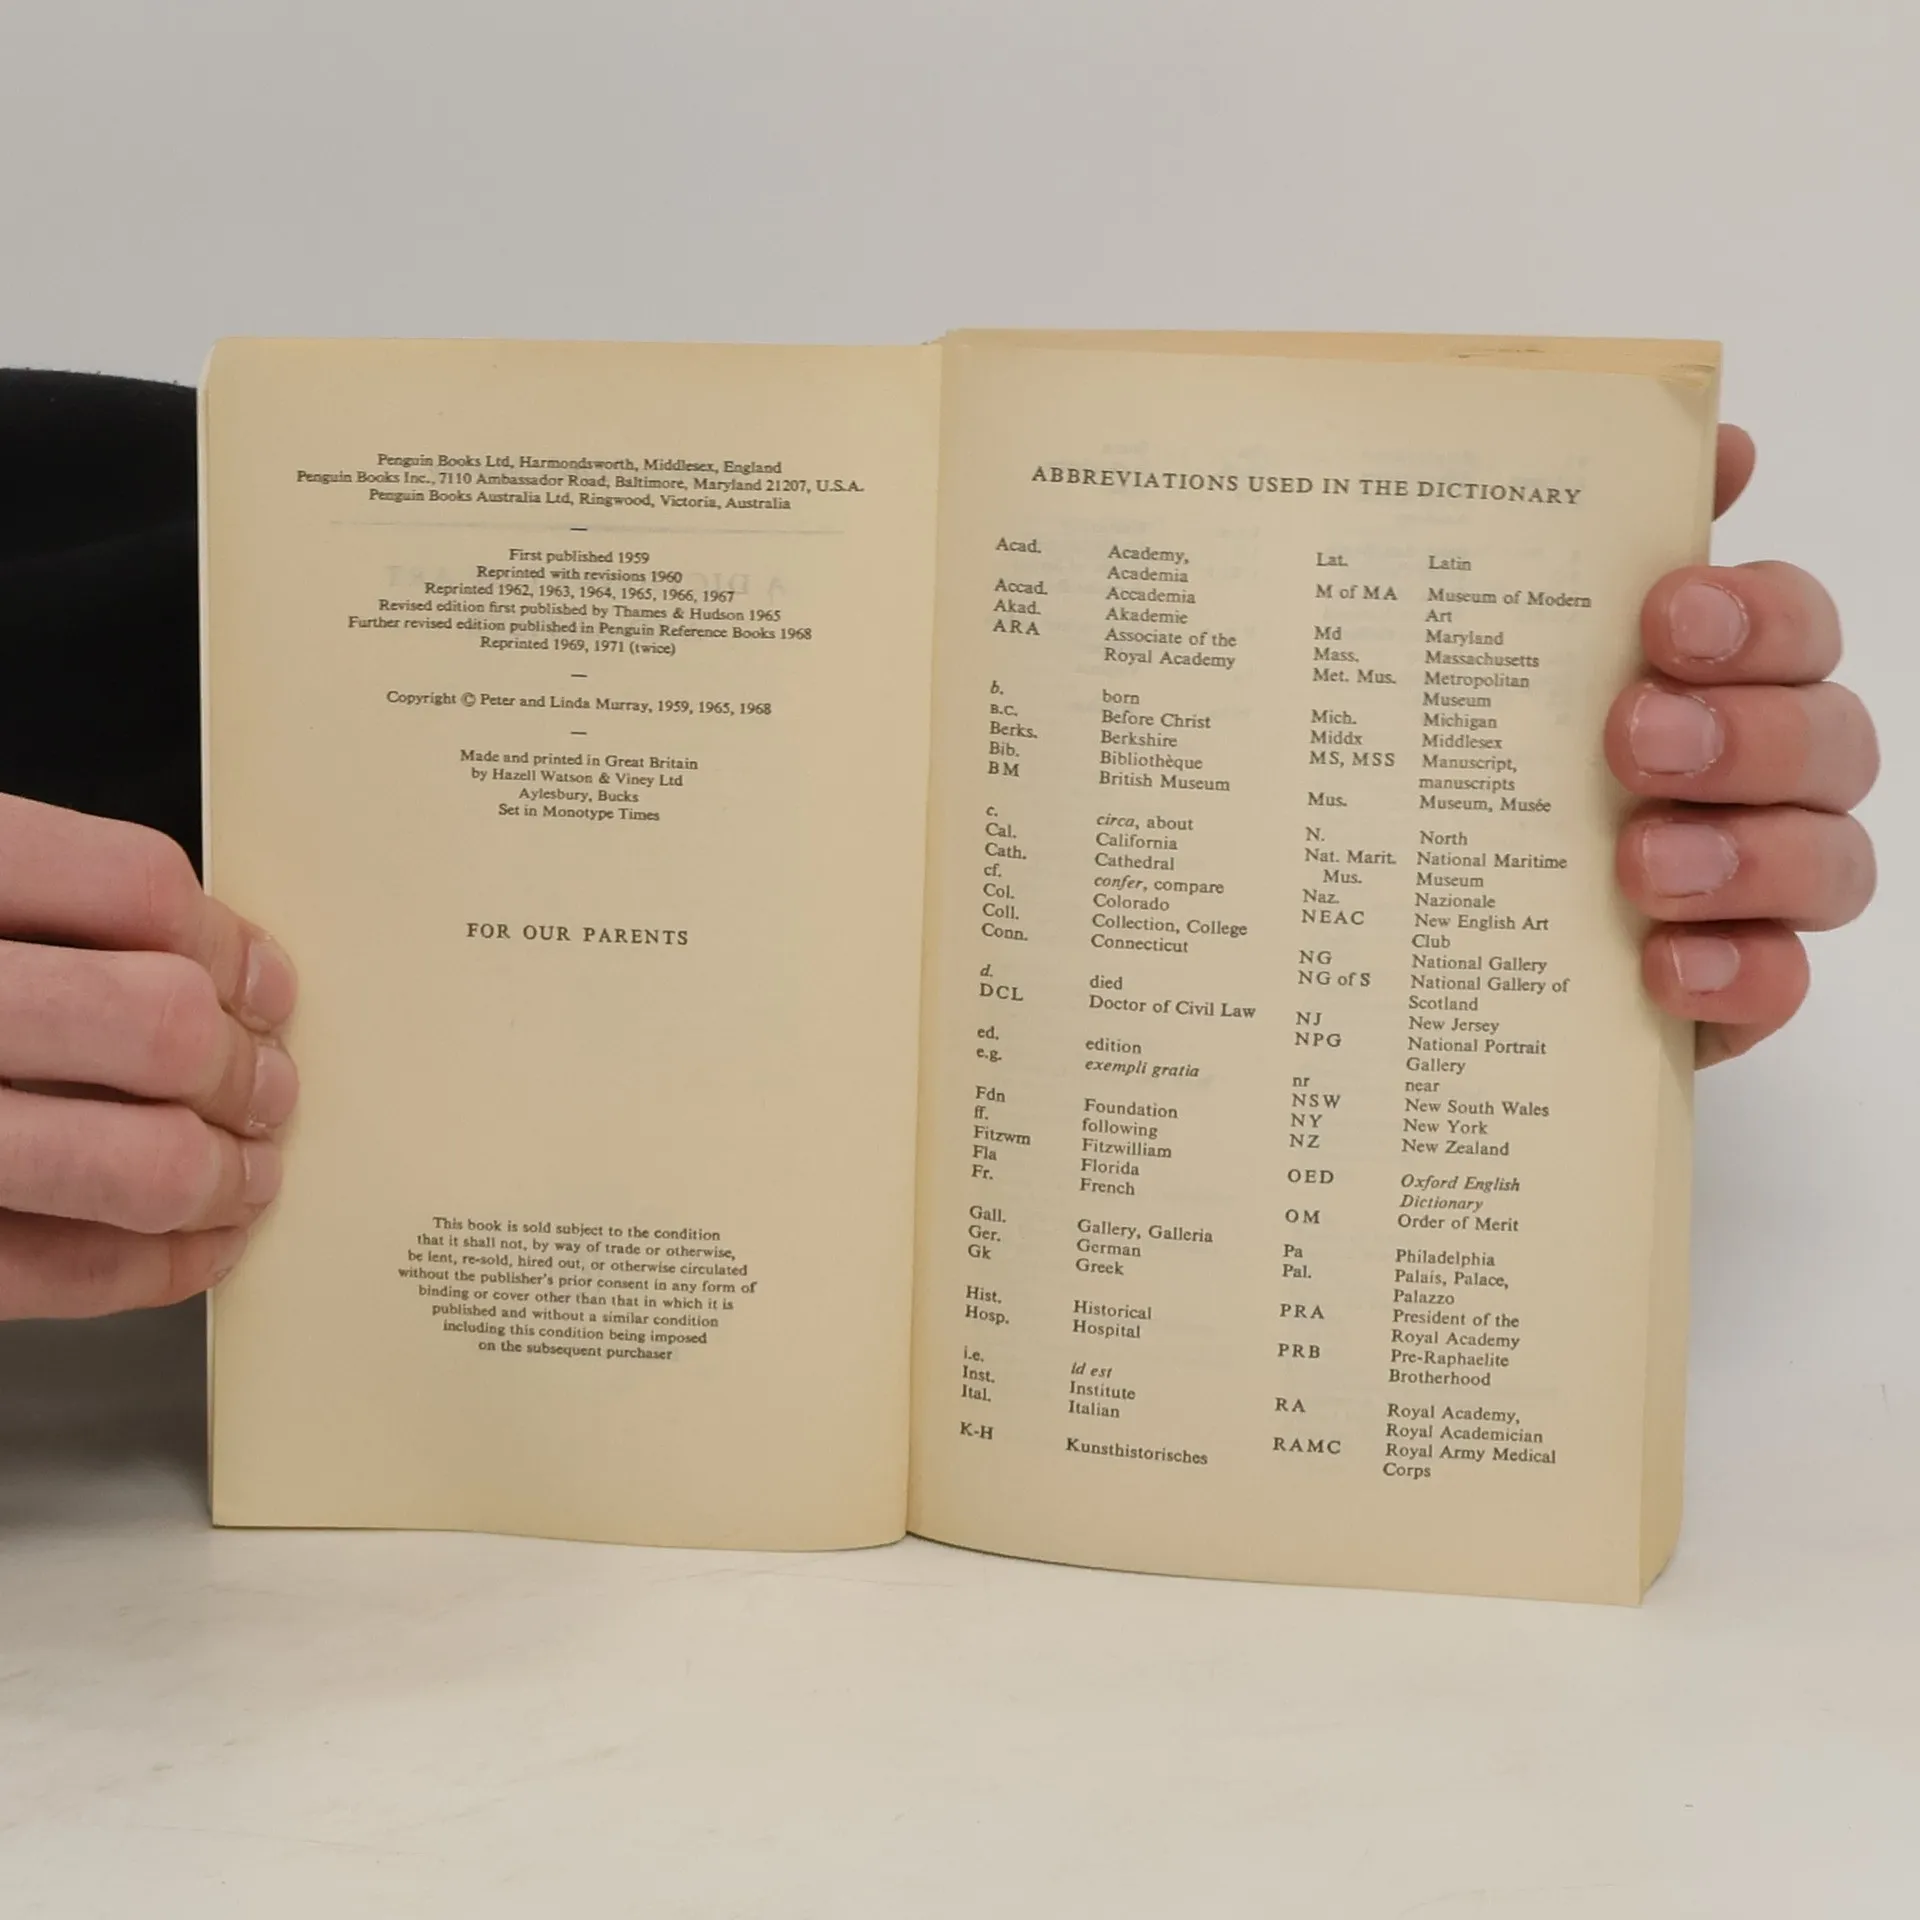 Penguin Books Ltd, Harmondsworth, Middlesex, England
Penguin Books Inc., 7110 Ambassador Road, Baltimore, Maryland 21207, U.S.A.
Penguin Books Australia Ltd, Ringwood, Victoria, Australia
—
First published 1959
Reprinted with revisions 1960
Reprinted 1962, 1963, 1964, 1965, 1966, 1967
Revised edition first published by Thames & Hudson 1965
Further revised edition published in Penguin Reference Books 1968
Reprinted 1969, 1971 (twice)
—
Copyright © Peter and Linda Murray, 1959, 1965, 1968
—
Made and printed in Great Britain
by Hazell Watson & Viney Ltd
Aylesbury, Bucks
Set in Monotype Times
FOR OUR PARENTS
This book is sold subject to the condition
that it shall not, by way of trade or otherwise,
be lent, re-sold, hired out, or otherwise circulated
without the publisher's prior consent in any form of
binding or cover other than that in which it is
published and without a similar condition
including this condition being imposed
on the subsequent purchaser
ABBREVIATIONS USED IN THE DICTIONARY
Acad. Academy,
Academia
Accad. Accademia
Akad. Akademie
ARA Associate of the
Royal Academy
b. born
B.C. Before Christ
Berks. Berkshire
Bib. Bibliothèque
BM British Museum
c. circa, about
Cal. California
Cath. Cathedral
cf. confer, compare
Col. Colorado
Coll. Collection, College
Conn. Connecticut
d. died
DCL Doctor of Civil Law
ed. edition
e.g. exempli gratia
Fdn Foundation
ff. following
Fitzwm Fitzwilliam
Fla Florida
Fr. French
Gall. Gallery, Galleria
Ger. German
Gk Greek
Hist. Historical
Hosp. Hospital
i.e. id est
Inst. Institute
Ital. Italian
K-H Kunsthistorisches
Lat. Latin
M of MA Museum of Modern
Art
Md Maryland
Mass. Massachusetts
Met. Mus. Metropolitan
Museum
Mich. Michigan
Middx Middlesex
MS, MSS Manuscript,
manuscripts
Mus. Museum, Musée
N. North
Nat. Marit. National Maritime
Mus. Museum
Naz. Nazionale
NEAC New English Art
Club
NG National Gallery
NG of S National Gallery of
Scotland
NJ New Jersey
NPG National Portrait
Gallery
nr near
NSW New South Wales
NY New York
NZ New Zealand
OED Oxford English
Dictionary
OM Order of Merit
Pa Philadelphia
Pal. Palais, Palace,
Palazzo
PRA President of the
Royal Academy
PRB Pre-Raphaelite
Brotherhood
RA Royal Academy,
Royal Academician
RAMC Royal Army Medical
Corps